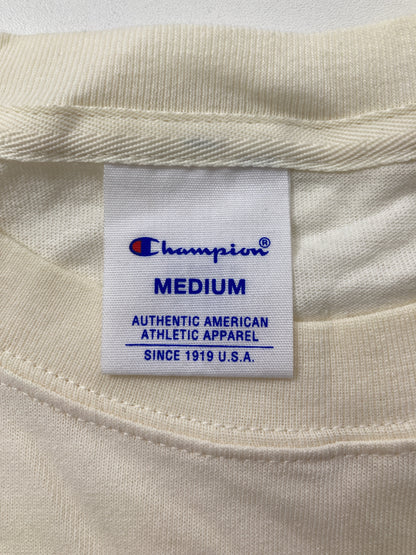 Champion®
MEDIUM
AUTHENTIC AMERICAN
ATHLETIC APPAREL
SINCE 1919 U.S.A.